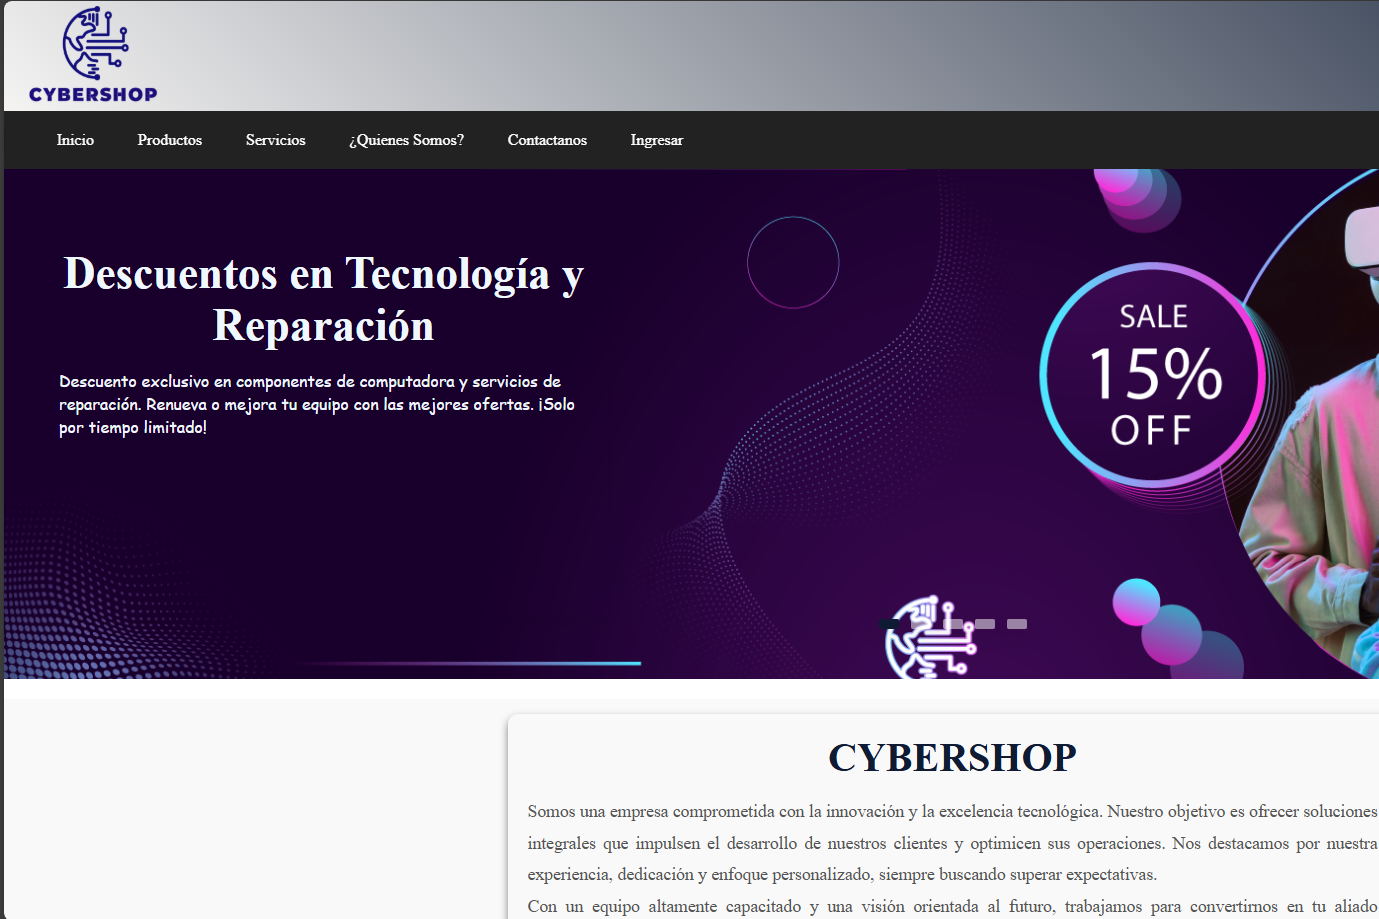 CYBERSHOP
Inicio Productos Servicios ¿Quienes Somos? Contactanos Ingresar
Descuentos en Tecnología y
Reparación
Descuento exclusivo en componentes de computadora y servicios de
reparación. Renueva o mejora tu equipo con las mejores ofertas. ¡Solo
por tiempo limitado!
SALE
15%
OFF
CYBERSHOP
Somos una empresa comprometida con la innovación y la excelencia tecnológica. Nuestro objetivo es ofrecer soluciones
integrales que impulsen el desarrollo de nuestros clientes y optimicen sus operaciones. Nos destacamos por nuestra
experiencia, dedicación y enfoque personalizado, siempre buscando superar expectativas.
Con un equipo altamente capacitado y una visión orientada al futuro, trabajamos para convertirnos en tu aliado